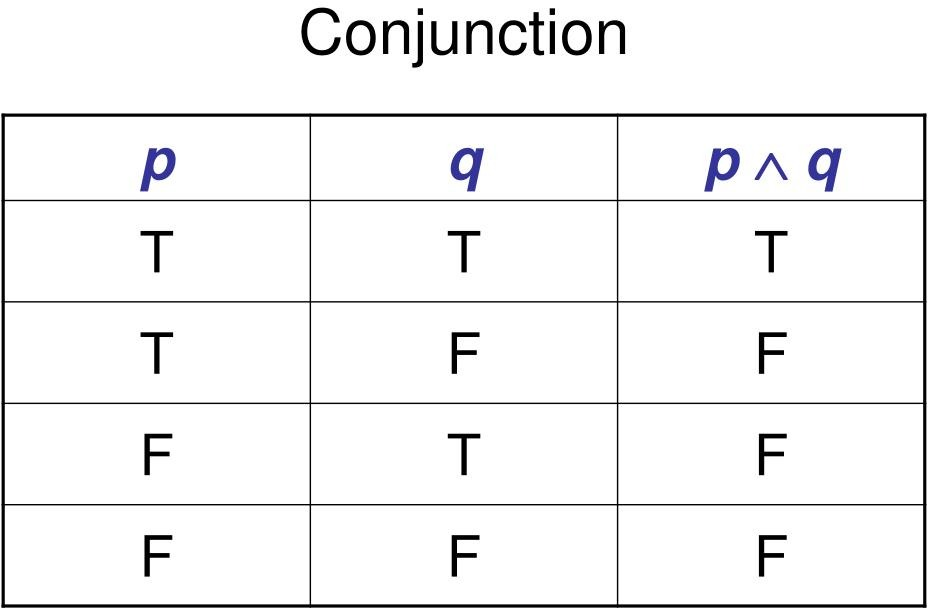 Conjunction
p q p ∧ q
T T T
T F F
F T F
F F F